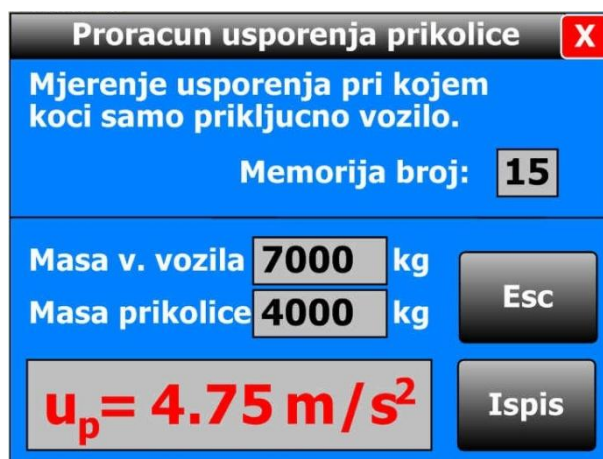 Proracun usporenja prikolice X
Mjerenje usporenja pri kojem
koci samo prikljucno vozilo.
Memorija broj: 15
Masa v. vozila 7000 kg
Masa prikolice 4000 kg
Esc
u_p= 4.75 m/s²
Ispis